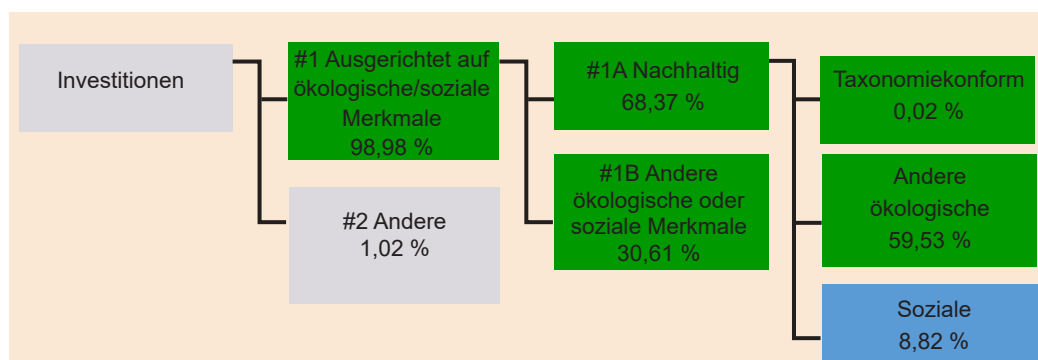 Investitionen
#1 Ausgerichtet auf
ökologische/soziale
Merkmale
98,98 %
#2 Andere
1,02 %
#1A Nachhaltig
68,37 %
#1B Andere
ökologische oder
soziale Merkmale
30,61 %
Taxonomiekonform
0,02 %
Andere
ökologische
59,53 %
Soziale
8,82 %